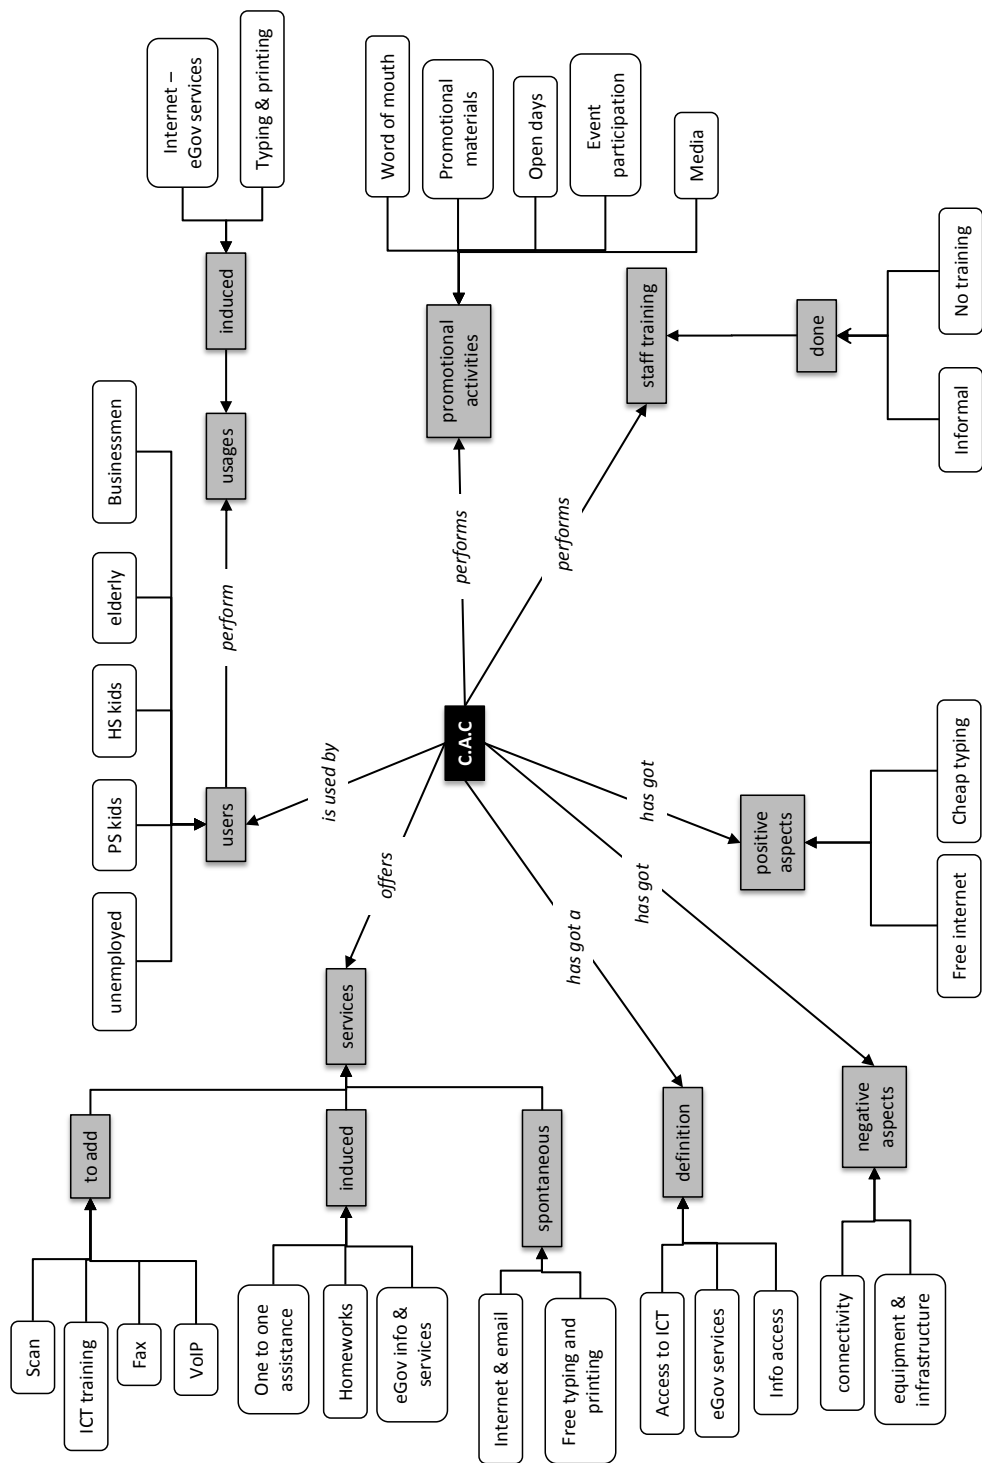 Scan
ICT training
Fax
VoIP
to add
One to one
assistance
Homeworks
eGov info &
services
induced
Internet & email
Free typing and
printing
spontaneous
services
Access to ICT
eGov services
Info access
definition
connectivity
equipment &
infrastructure
negative
aspects
offers
has got a
has got
has got
unemployed
PS kids
HS kids
elderly
Businessmen
users
is used by
perform
usages
induced
Internet –
eGov services
Typing & printing
C.A.C
positive
aspects
Free internet
Cheap typing
performs
promotional
activities
Word of mouth
Promotional
materials
Open days
Event
participation
Media
performs
staff training
done
Informal
No training